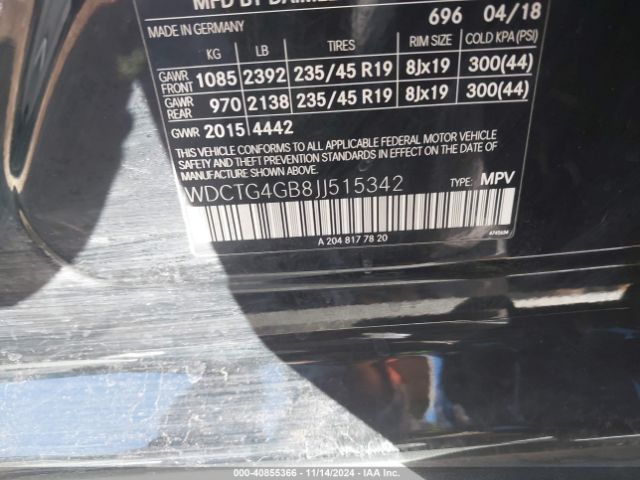 MFD BY
696 04/18
MADE IN GERMANY
KG LB TIRES RIM SIZE COLD KPA (PSI)
GAWR FRONT 1085 2392 235/45 R19 8Jx19 300(44)
GAWR REAR 970 2138 235/45 R19 8Jx19 300(44)
GWR 2015 4442
THIS VEHICLE CONFORMS TO ALL APPLICABLE FEDERAL MOTOR VEHICLE
SAFETY, BUMPER, AND THEFT PREVENTION STANDARDS IN EFFECT
ON THE DATE OF MANUFACTURE SHOWN ABOVE.
WDCTG4GB8JJ515342 TYPE: MPV
A 204 817 78 20
000-40855366 | 11/14/2024 | IAA Inc.